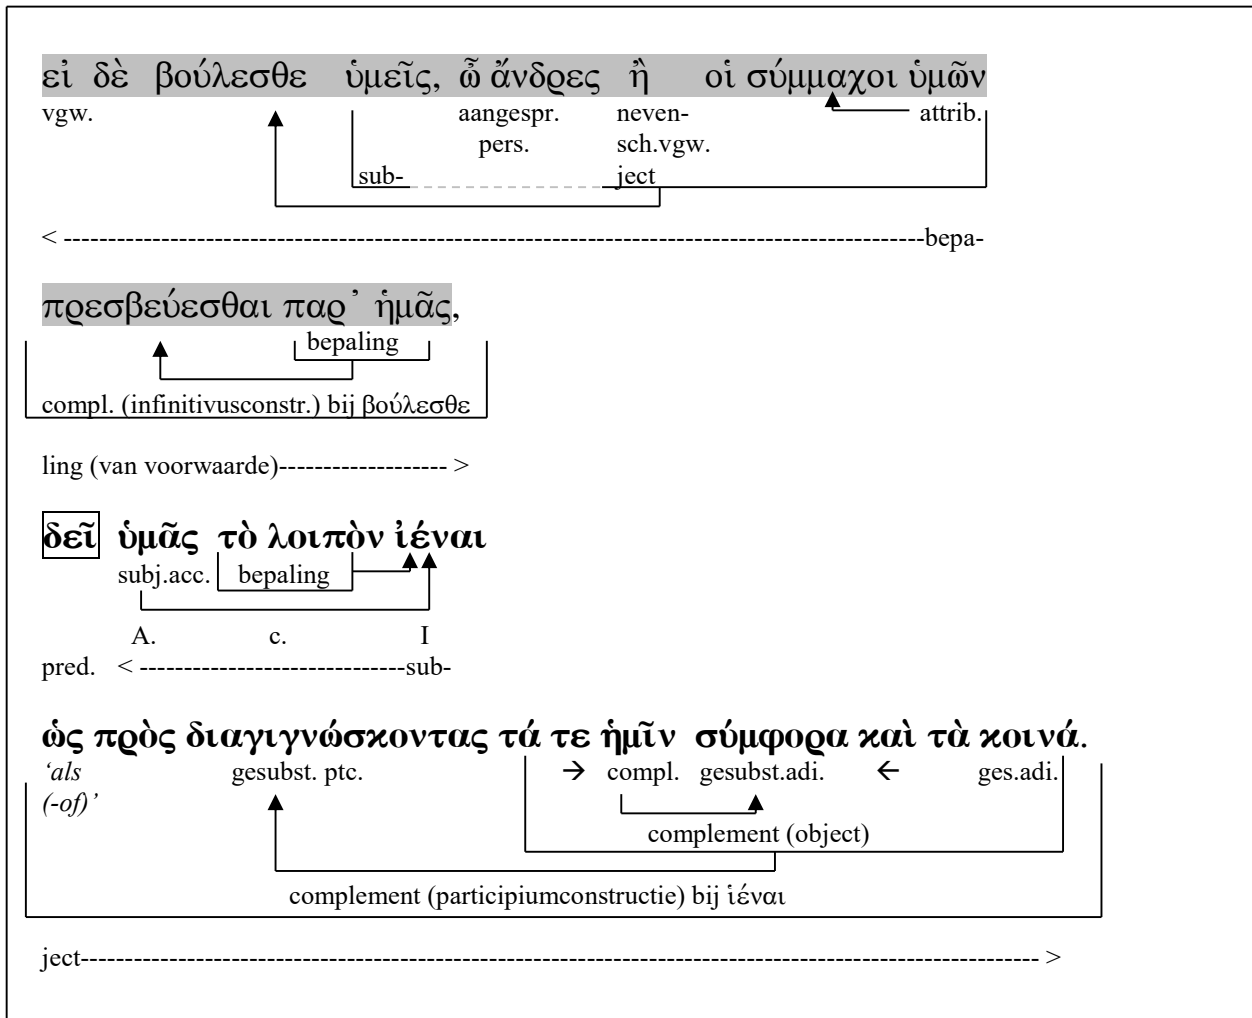 εἰ δὲ βούλεσθε ὑμεῖς, ὦ ἄνδρες ἢ οἱ σύμμαχοι ὑμῶν
vgw. aangespr. neven- attrib.
pers. sch.vgw.
sub- ject
< --------------------------------------------------------------------------------------------------bepa-
πρεσβεύεσθαι παρ’ ἡμᾶς,
bepaling
compl. (infinitivusconstr.) bij βούλεσθε
ling (van voorwaarde)------------------- >
δεῖ ὑμᾶς τὸ λοιπὸν ἰέναι
subj.acc. bepaling
A. c. I
pred. < ------------------------------sub-
ὡς πρὸς διαγιγνώσκοντας τά τε ἡμῖν σύμφορα καὶ τὰ κοινά.
‘als gesubst. ptc. → compl. gesubst.adi. ← ges.adi.
(-of)’
complement (object)
complement (participiumconstructie) bij ἰέναι
ject------------------------------------------------------------------------------------------------------------ >